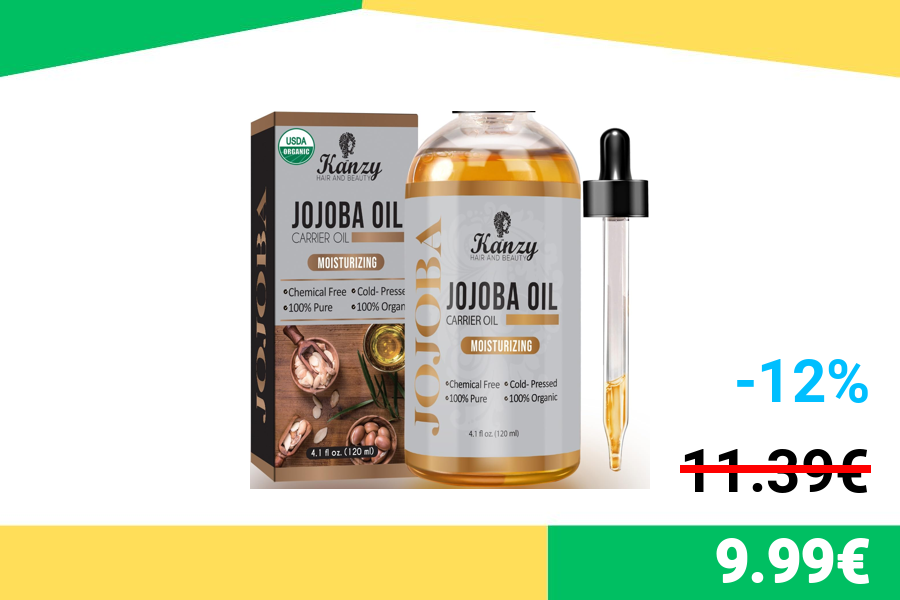 USDA
ORGANIC
Kanzy
HAIR AND BEAUTY
JOJOBA OIL
CARRIER OIL
MOISTURIZING
Chemical Free
Cold- Presse
100% Pure
100% Organ
4.1 fl oz. (120 ml)
JOJOBA
JOJOBA
Kanzy
HAIR AND BEAUTY
JOJOBA OIL
CARRIER OIL
MOISTURIZING
Chemical Free
Cold- Pressed
100% Pure
100% Organic
4.1 fl oz. (120 ml)
-12%
11.39€
9.99€